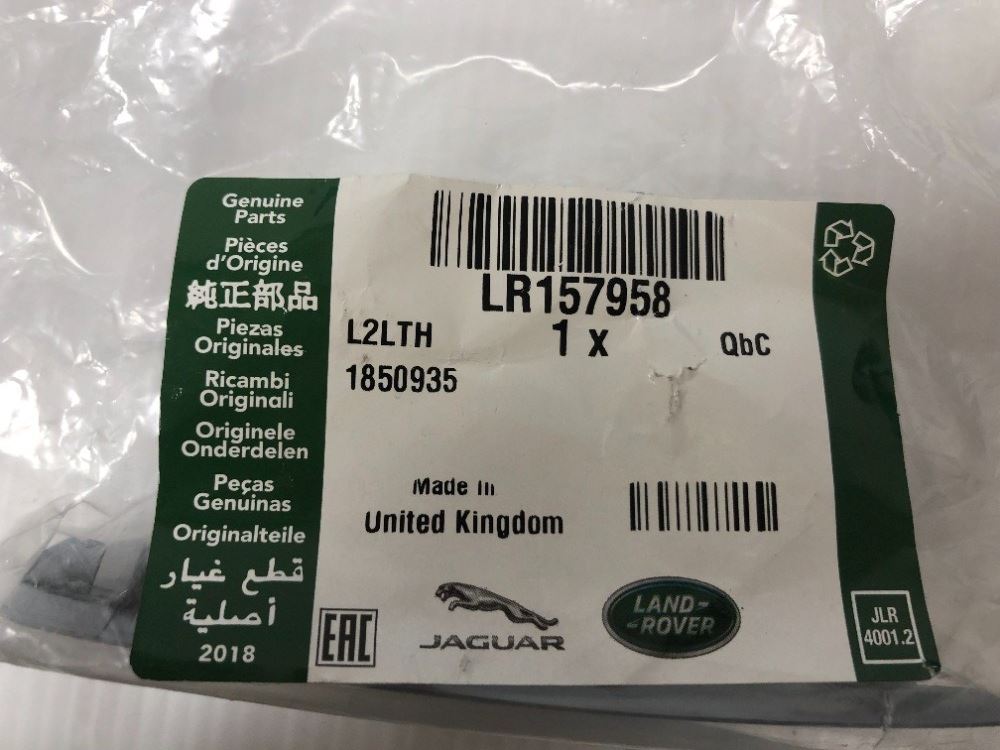 Genuine
Parts
Pièces
d'Origine
純正部品
Piezas
Originales
Ricambi
Originali
Originele
Onderdelen
Peças
Genuinas
Originalteile
قطع غيار
أصلية
2018
LR157958
L2LTH
1 x
QbC
1850935
Made In
United Kingdom
EAC
JAGUAR
LAND-
-ROVER
JLR
4001.2